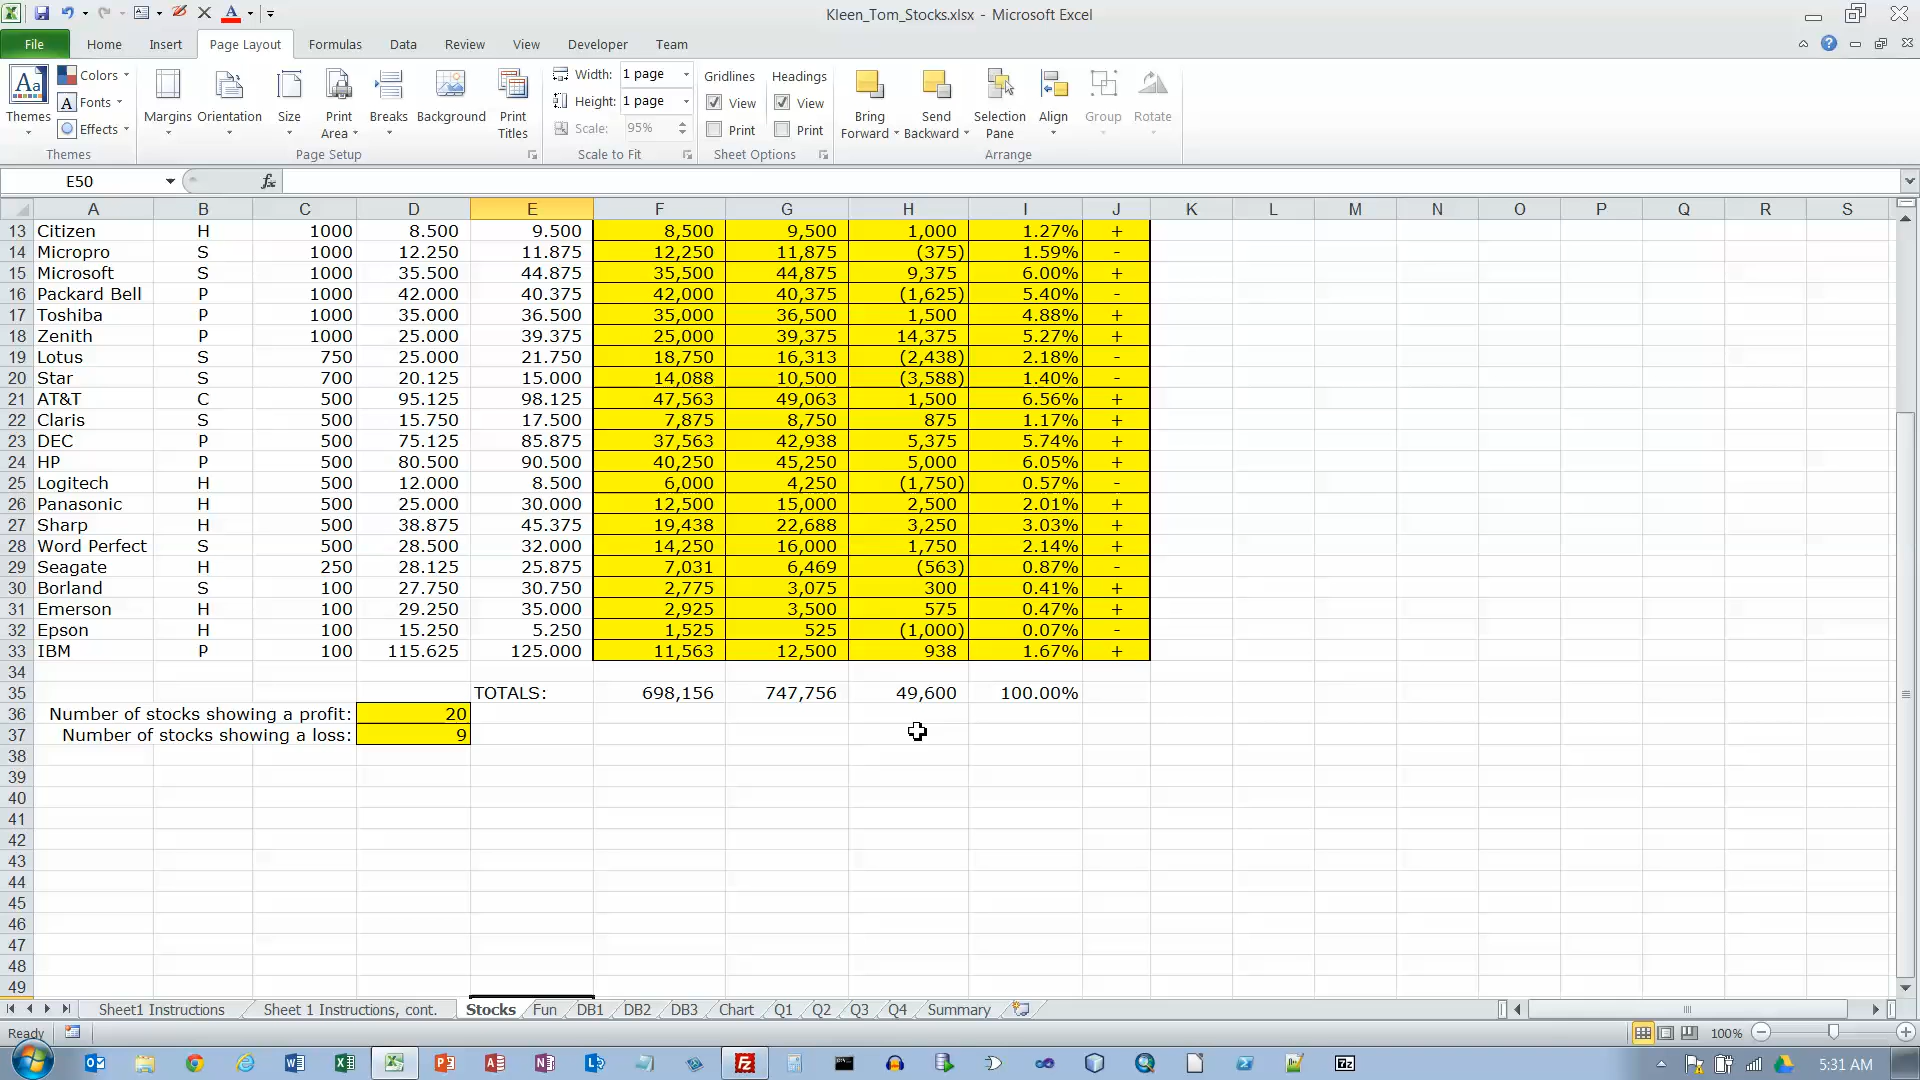 Kleen_Tom_Stocks.xlsx - Microsoft Excel
File Home Insert Page Layout Formulas Data Review View Developer Team
Themes Colors Fonts Effects Themes
Margins Orientation Size Print Area Breaks Background Print Titles Page Setup
Width: 1 page Height: 1 page Scale: 95% Scale to Fit
Gridlines View Print Headings View Print Sheet Options
Bring Forward Send Backward Selection Pane Align Group Rotate Arrange
E50 fx
A B C D E F G H I J K L M N O P Q R S
13 Citizen H 1000 8.500 9.500 8,500 9,500 1,000 1.27% +
14 Micropro S 1000 12.250 11.875 12,250 11,875 (375) 1.59% -
15 Microsoft S 1000 35.500 44.875 35,500 44,875 9,375 6.00% +
16 Packard Bell P 1000 42.000 40.375 42,000 40,375 (1,625) 5.40% -
17 Toshiba P 1000 35.000 36.500 35,000 36,500 1,500 4.88% +
18 Zenith P 1000 25.000 39.375 25,000 39,375 14,375 5.27% +
19 Lotus S 750 25.000 21.750 18,750 16,313 (2,438) 2.18% -
20 Star S 700 20.125 15.000 14,088 10,500 (3,588) 1.40% -
21 AT&T C 500 95.125 98.125 47,563 49,063 1,500 6.56% +
22 Claris S 500 15.750 17.500 7,875 8,750 875 1.17% +
23 DEC P 500 75.125 85.875 37,563 42,938 5,375 5.74% +
24 HP P 500 80.500 90.500 40,250 45,250 5,000 6.05% +
25 Logitech H 500 12.000 8.500 6,000 4,250 (1,750) 0.57% -
26 Panasonic H 500 25.000 30.000 12,500 15,000 2,500 2.01% +
27 Sharp H 500 38.875 45.375 19,438 22,688 3,250 3.03% +
28 Word Perfect S 500 28.500 32.000 14,250 16,000 1,750 2.14% +
29 Seagate H 250 28.125 25.875 7,031 6,469 (563) 0.87% -
30 Borland S 100 27.750 30.750 2,775 3,075 300 0.41% +
31 Emerson H 100 29.250 35.000 2,925 3,500 575 0.47% +
32 Epson H 100 15.250 5.250 1,525 525 (1,000) 0.07% -
33 IBM P 100 115.625 125.000 11,563 12,500 938 1.67% +
34
35 TOTALS: 698,156 747,756 49,600 100.00%
36 Number of stocks showing a profit: 20
37 Number of stocks showing a loss: 9
38
39
40
41
42
43
44
45
46
47
48
49
Sheet1 Instructions Sheet 1 Instructions, cont. Stocks Fun DB1 DB2 DB3 Chart Q1 Q2 Q3 Q4 Summary
Ready 100%
5:31 AM